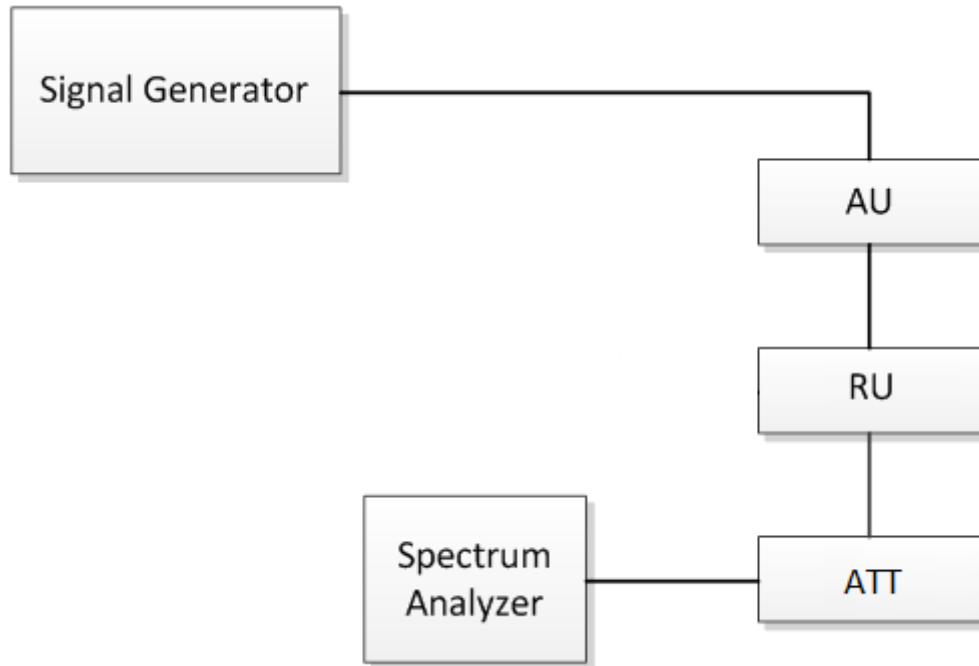 Signal Generator
AU
RU
Spectrum
Analyzer
ATT